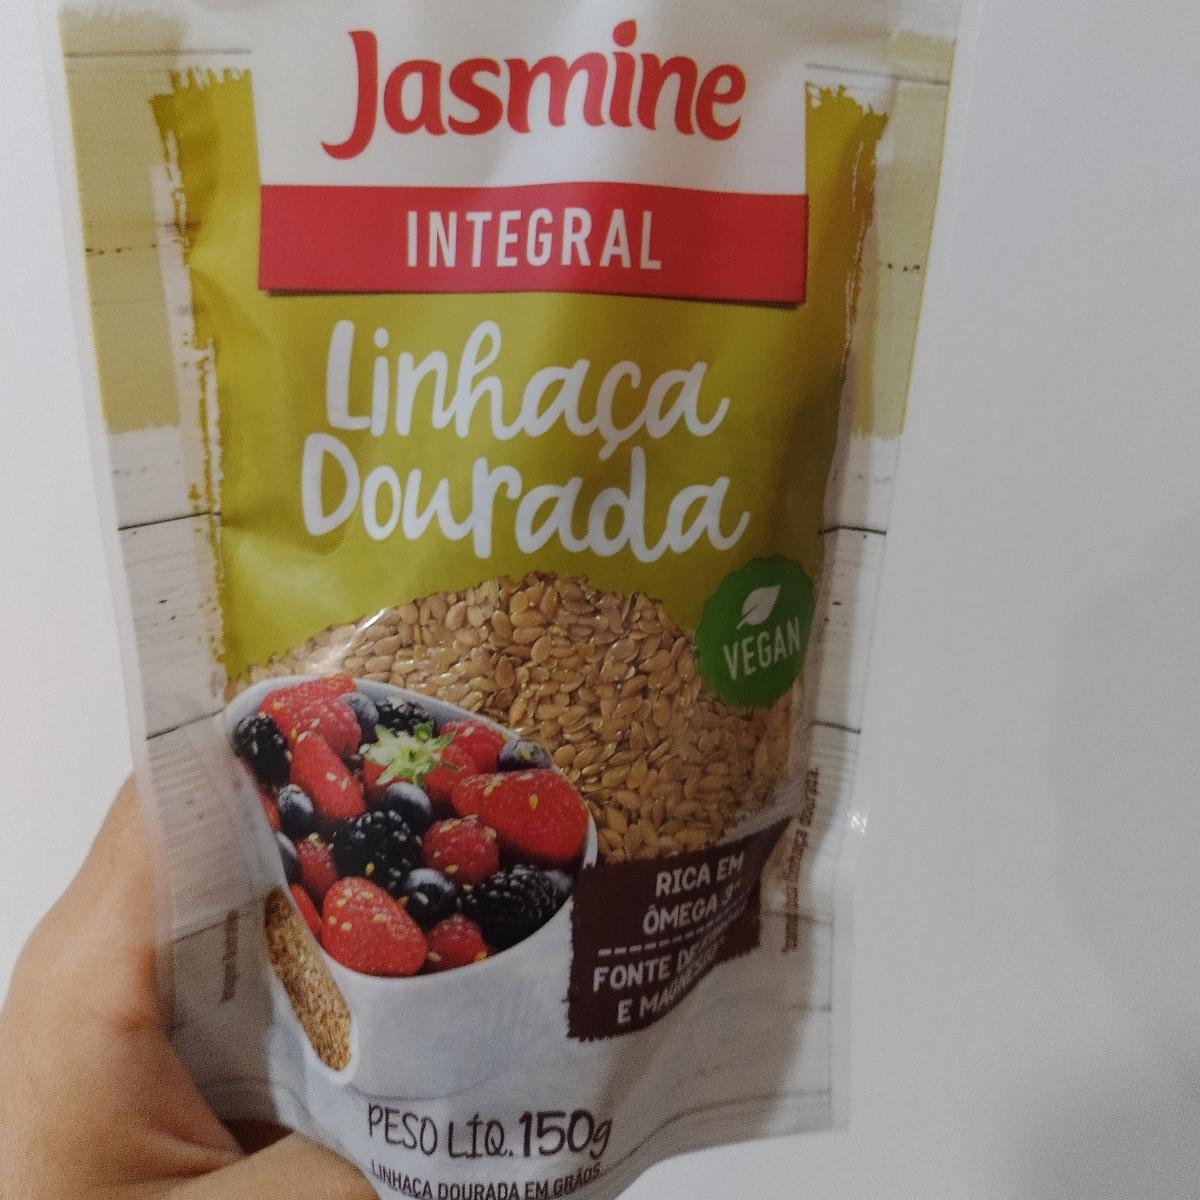 Jasmine
INTEGRAL
Linhaça
Dourada
VEGAN
RICA EM
ÔMEGA 3
FONTE DE
E MAGNÉSIO
PESO LÍQ. 150g
LINHAÇA DOURADA EM GRÃOS